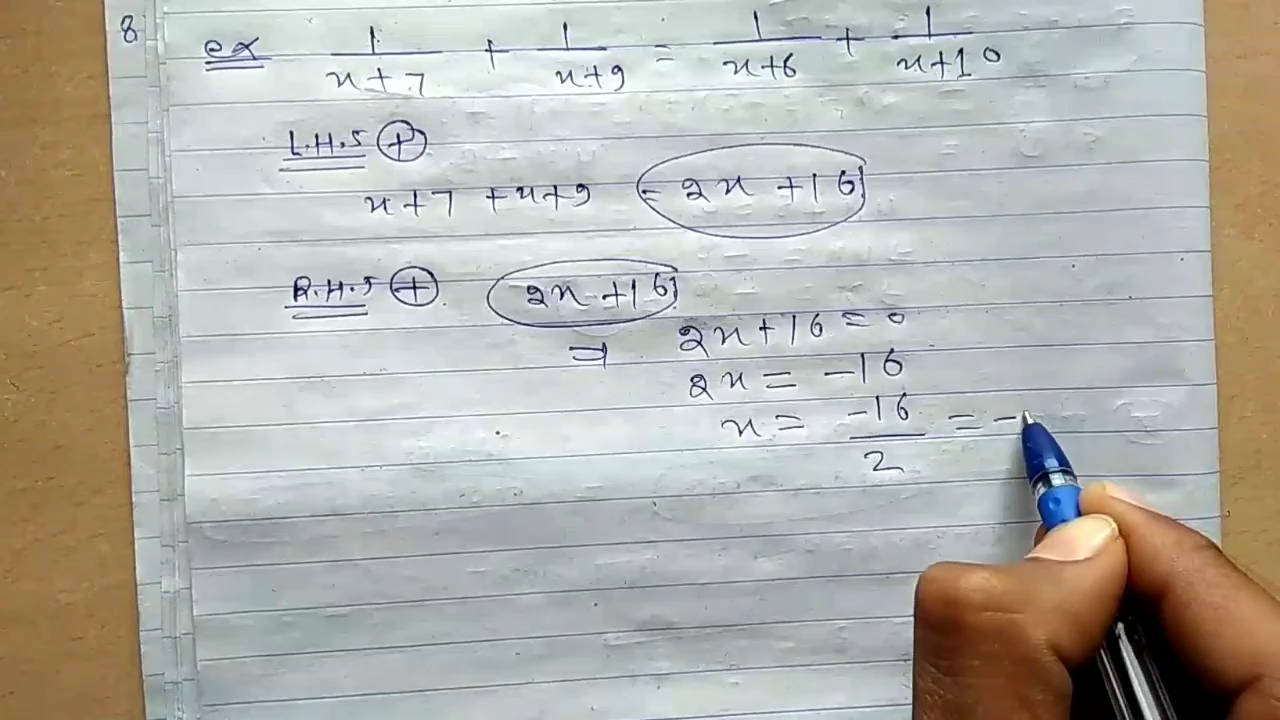 8
ex 1/(x+7) + 1/(x+9) = 1/(x+6) + 1/(x+10)
L.H.S (+)
x+7 +x+9 = 2x +16
R.H.S (+) 2x+16
⇒ 2x+16 = 0
2x = -16
x = -16/2 = -